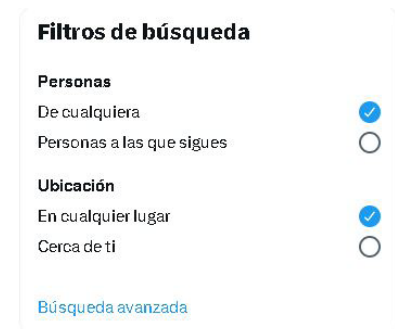 Filtros de búsqueda
Personas
De cualquiera
Personas a las que sigues
Ubicación
En cualquier lugar
Cerca de ti
Búsqueda avanzada